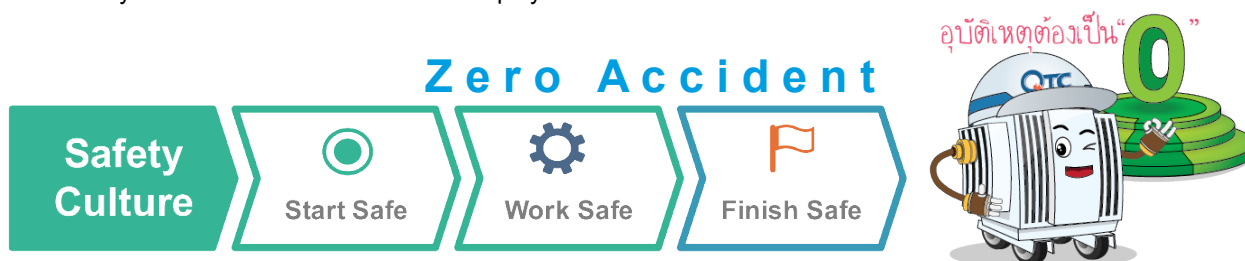 อุบัติเหตุต้องเป็น“0”
QTC
Zero Accident
Safety
Culture
Start Safe
Work Safe
Finish Safe